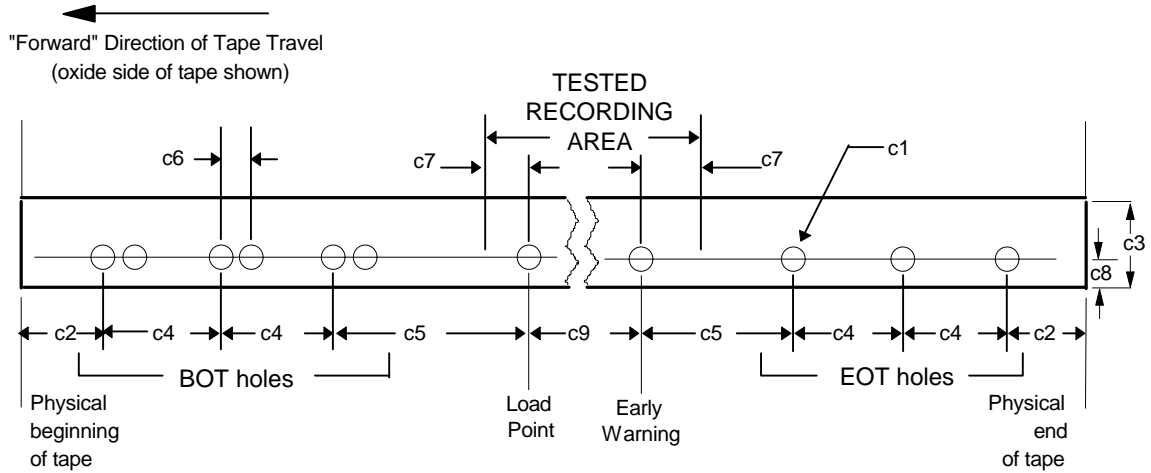 "Forward" Direction of Tape Travel
(oxide side of tape shown)
TESTED
RECORDING
AREA
c6
c7
c7
c1
c3
c8
c2
c4
c4
c5
c9
c5
c4
c4
c2
BOT holes
EOT holes
Physical
beginning
of tape
Load
Point
Early
Warning
Physical
end
of tape